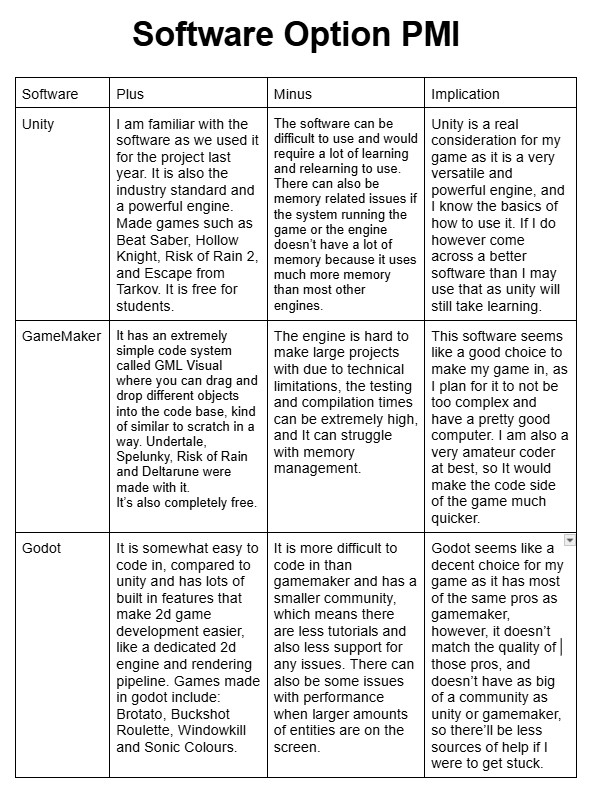 Software Option PMI
Software
Plus
Minus
Implication
Unity
I am familiar with the
software as we used it
for the project last
year. It is also the
industry standard and
a powerful engine.
Made games such as
Beat Saber, Hollow
Knight, Risk of Rain 2,
and Escape from
Tarkov. It is free for
students.
The software can be
difficult to use and would
require a lot of learning
and relearning to use.
There can also be
memory related issues if
the system running the
game or the engine
doesn't have a lot of
memory because it uses
much more memory
than most other
engines.
Unity is a real
consideration for my
game as it is a very
versatile and
powerful engine, and
I know the basics of
how to use it. If I do
however come
across a better
software than I may
use that as unity will
still take learning.
GameMaker
It has an extremely
simple code system
called GML Visual
where you can drag and
drop different objects
into the code base, kind
of similar to scratch in a
way. Undertale,
Spelunky, Risk of Rain
and Deltarune were
made with it.
It's also completely free.
The engine is hard to
make large projects
with due to technical
limitations, the testing
and compilation times
can be extremely high,
and It can struggle
with memory
management.
This software seems
like a good choice to
make my game in, as
I plan for it to not be
too complex and
have a pretty good
computer. I am also a
very amateur coder
at best, so It would
make the code side
of the game much
quicker.
Godot
It is somewhat easy to
code in, compared to
unity and has lots of
built in features that
make 2d game
development easier,
like a dedicated 2d
engine and rendering
pipeline. Games made
in godot include:
Brotato, Buckshot
Roulette, Windowkill
and Sonic Colours.
It is more difficult to
code in than
gamemaker and has a
smaller community,
which means there
are less tutorials and
also less support for
any issues. There can
also be some issues
with performance
when larger amounts
of entities are on the
screen.
Godot seems like a
decent choice for my
game as it has most
of the same pros as
gamemaker,
however, it doesn't
match the quality of
those pros, and
doesn't have as big
of a community as
unity or gamemaker,
so there'll be less
sources of help if I
were to get stuck.